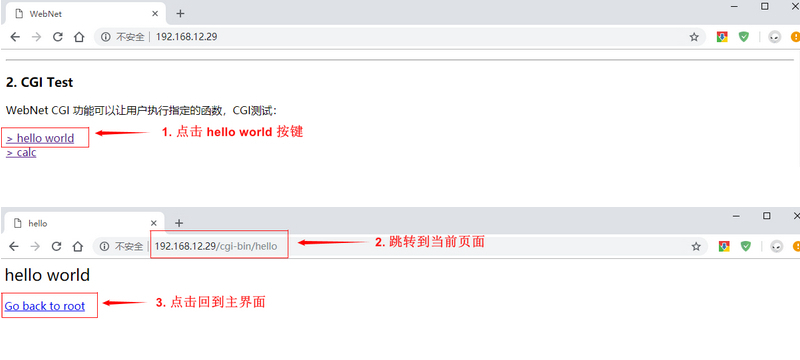 WebNet
不安全 192.168.12.29
2. CGI Test
WebNet CGI 功能可以让用户执行指定的函数，CGI测试：
> hello world
1. 点击 hello world 按键
> calc
hello
不安全 192.168.12.29/cgi-bin/hello
2. 跳转到当前页面
hello world
Go back to root
3. 点击回到主界面